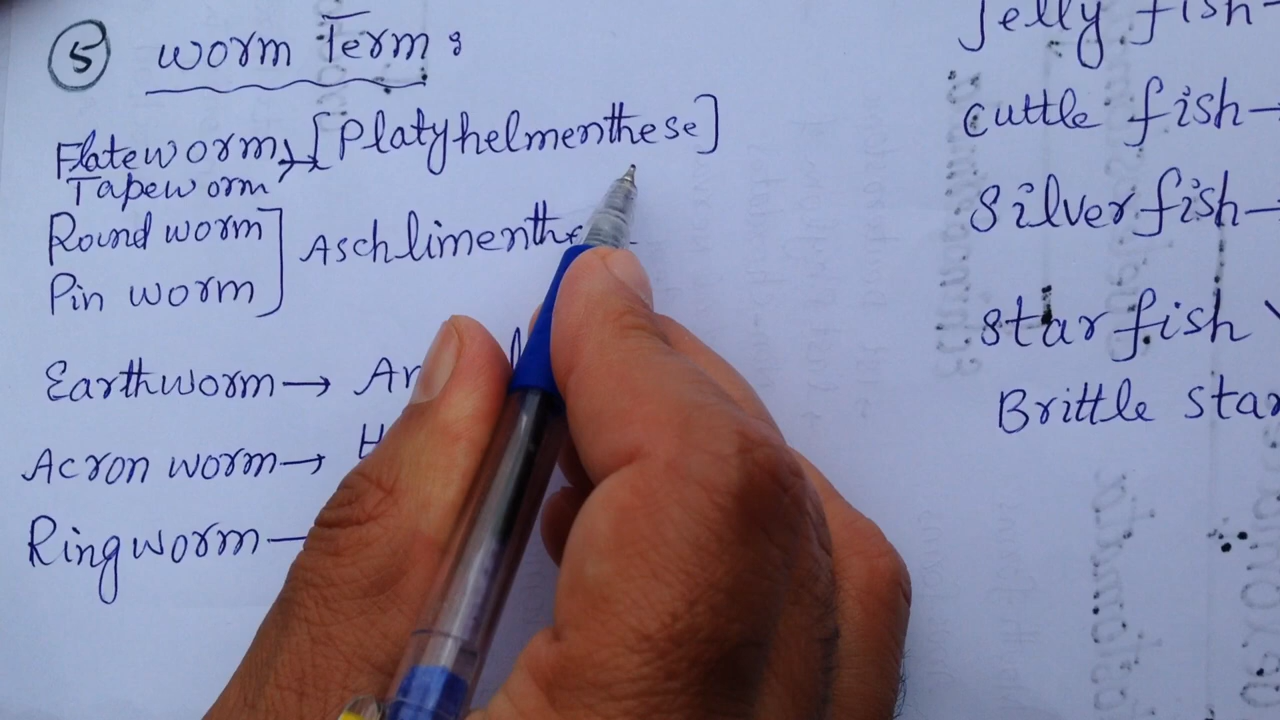 5 Worm Term:
Flateworm → [Platyhelmenthese]
Tapeworm
Round worm
Pin worm
] Aschlimenthe
Earthworm →
Acron worm →
Ringworm –
Jelly fish –
cuttle fish –
Silver fish –
star fish
Brittle star